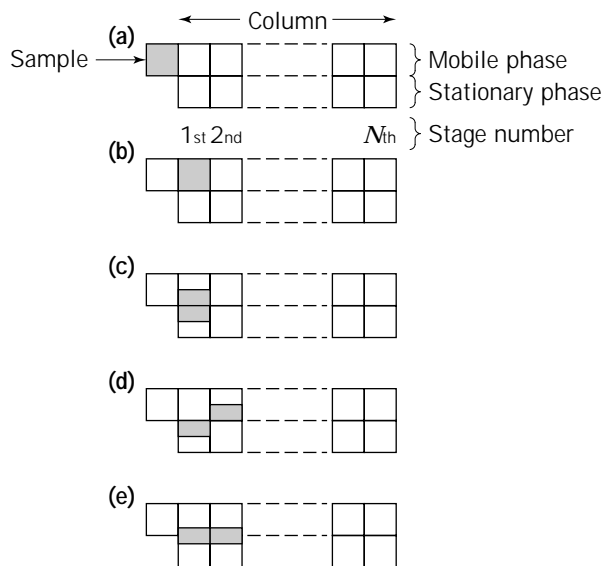 Column
(a)
Sample
Mobile phase
Stationary phase
1st 2nd Nth Stage number
(b)
(c)
(d)
(e)